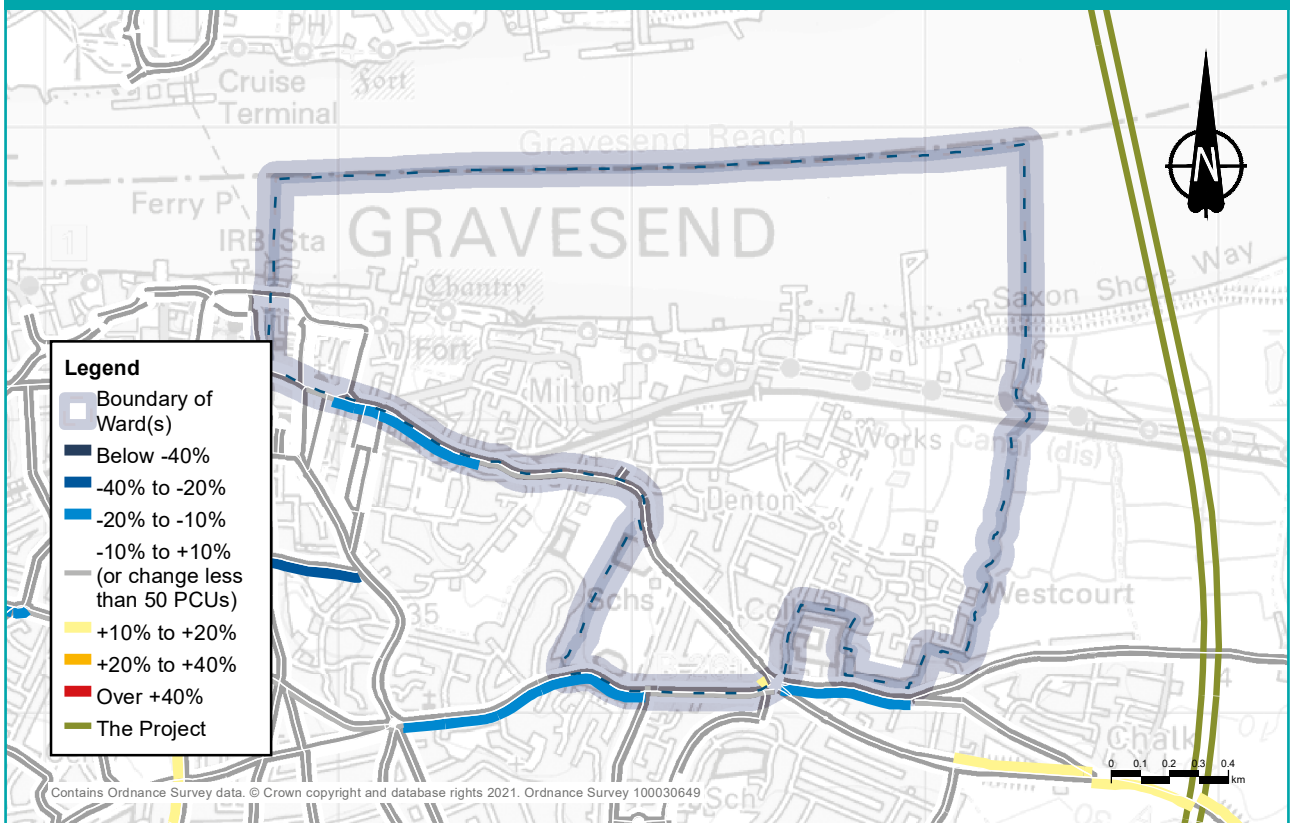 PH
Cruise
Terminal
Fort
Gravesend Reach
N
Ferry P
IRB Sta
GRAVESEND
1
Saxon Shore Way
Chantry
Fort
Milton
Works
Canal (dis)
Denton
Schs
Westcourt
35
Chalk
Sch
Legend
Boundary of
Ward(s)
Below -40%
-40% to -20%
-20% to -10%
-10% to +10%
(or change less
than 50 PCUs)
+10% to +20%
+20% to +40%
Over +40%
The Project
0 0.1 0.2 0.3 0.4
km
Contains Ordnance Survey data. © Crown copyright and database rights 2021. Ordnance Survey 100030649